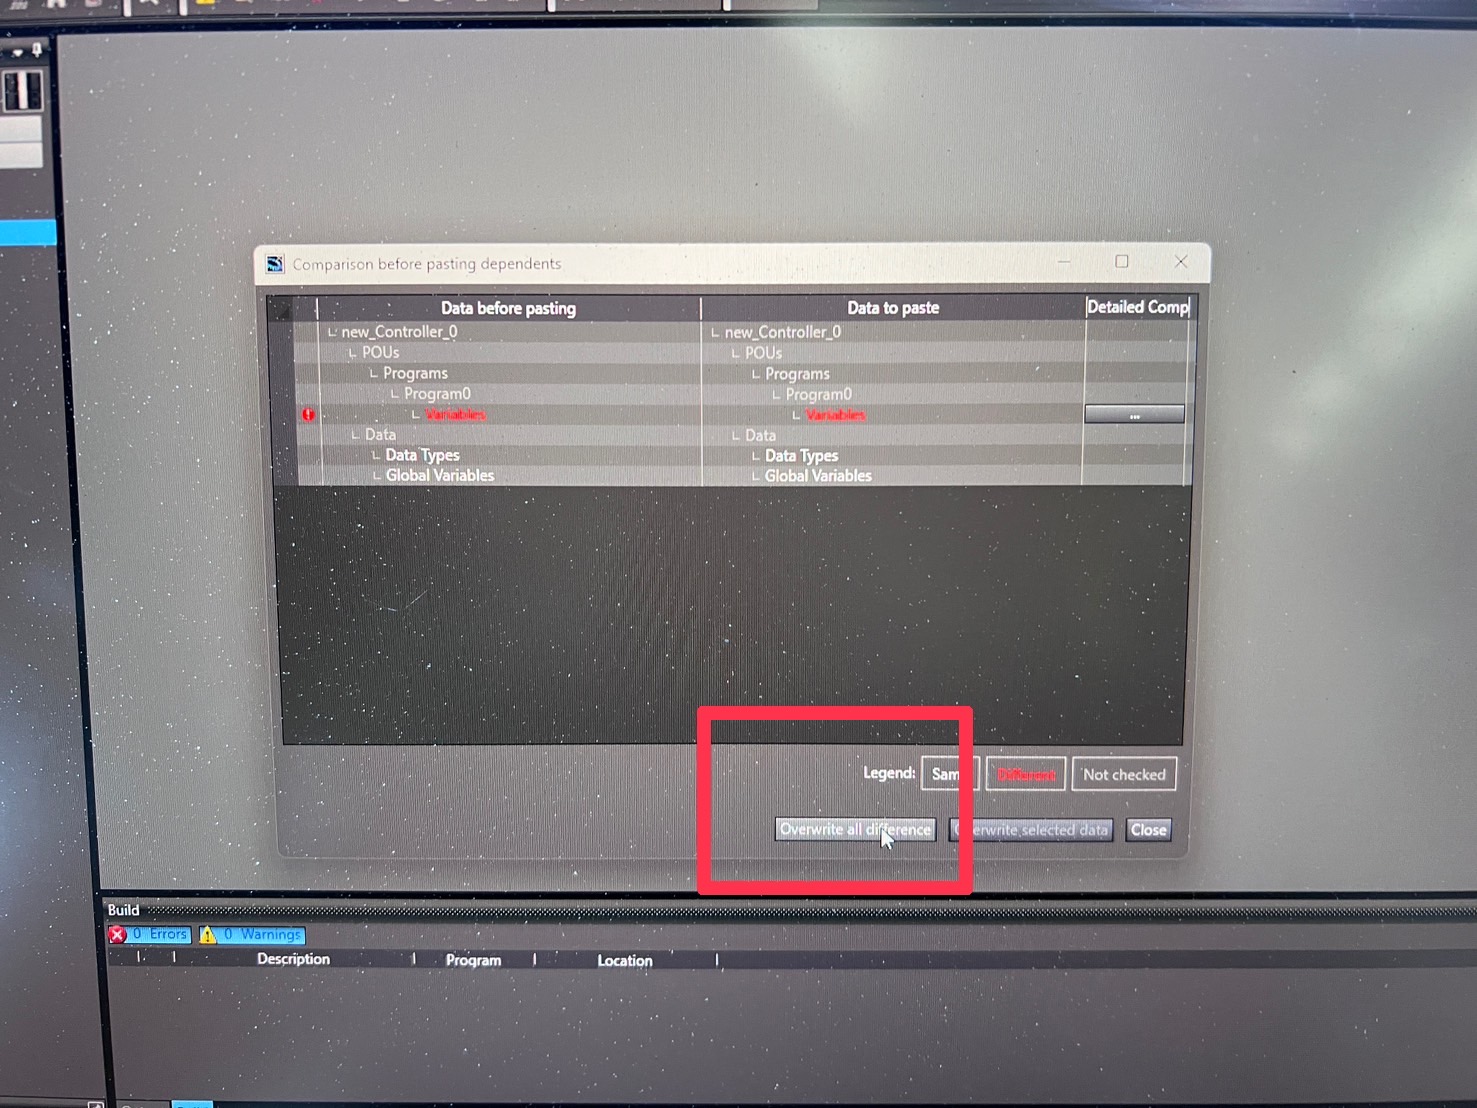 Comparison before pasting dependents
Data before pasting Data to paste Detailed Comp
new_Controller_0 new_Controller_0
POUs POUs
Programs Programs
Program0 Program0
Variables Variables ...
Data Data
Data Types Data Types
Global Variables Global Variables
Legend: Sam Different Not checked
Overwrite all difference erwrite selected data Close
Build
0 Errors 0 Warnings
Description Program Location